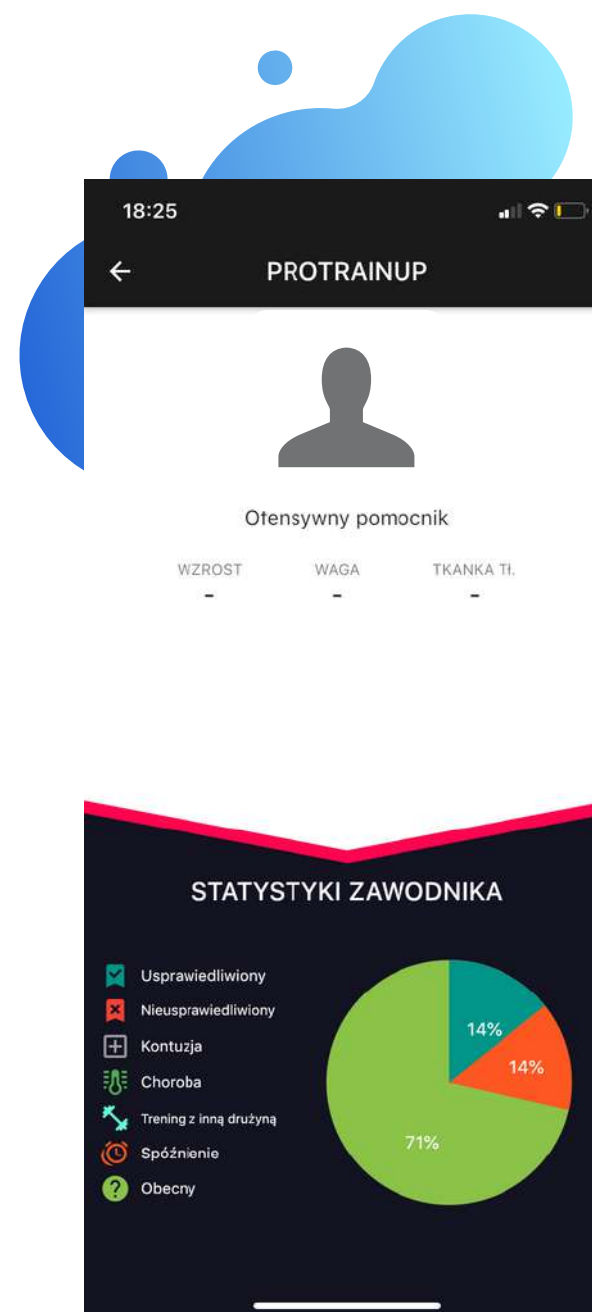 18:25
PROTRAINUP
Ofensywny pomocnik
WZROST WAGA TKANKA TŁ.
- - -
STATYSTYKI ZAWODNIKA
Usprawiedliwiony
Nieusprawiedliwiony
Kontuzja
Choroba
Trening z inną drużyną
Spóźnienie
Obecny
14%
14%
71%